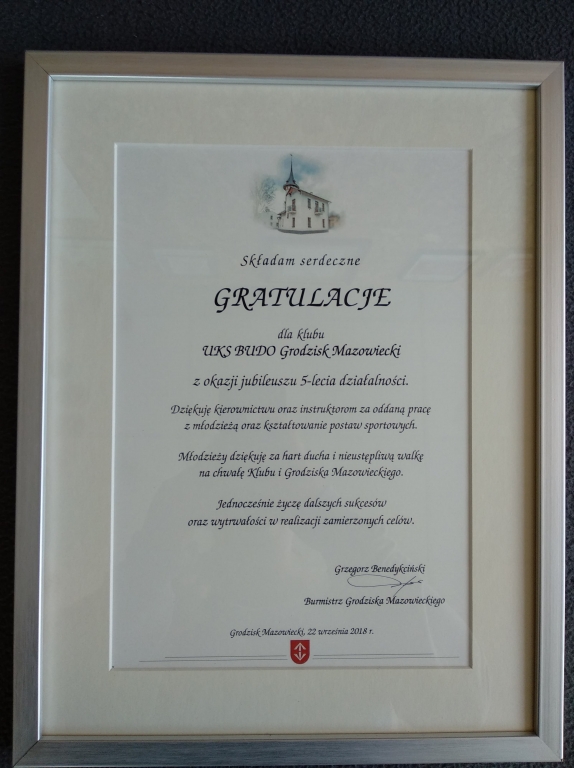 Składam serdeczne
GRATULACJE
dla klubu
UKS BUDO Grodzisk Mazowiecki
z okazji jubileuszu 5-lecia działalności.
Dziękuję kierownictwu oraz instruktorom za oddaną pracę
z młodzieżą oraz kształtowanie postaw sportowych.
Młodzieży dziękuję za hart ducha i nieustępliwą walkę
na chwałę Klubu i Grodziska Mazowieckiego.
Jednocześnie życzę dalszych sukcesów
oraz wytrwałości w realizacji zamierzonych celów.
Grzegorz Benedykciński
Burmistrz Grodziska Mazowieckiego
Grodzisk Mazowiecki, 22 września 2018 r.